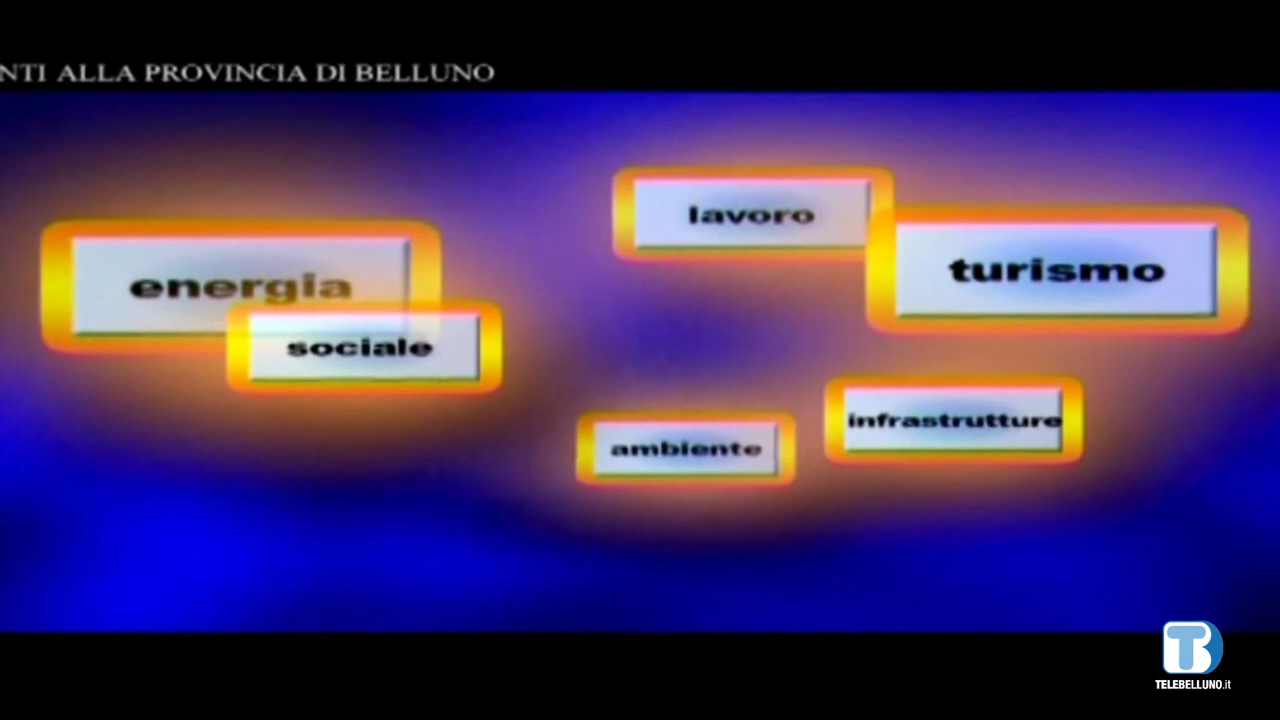 NTI ALLA PROVINCIA DI BELLUNO
lavoro
turismo
energia
sociale
infrastrutture
ambiente
TELEBELLUNO.it